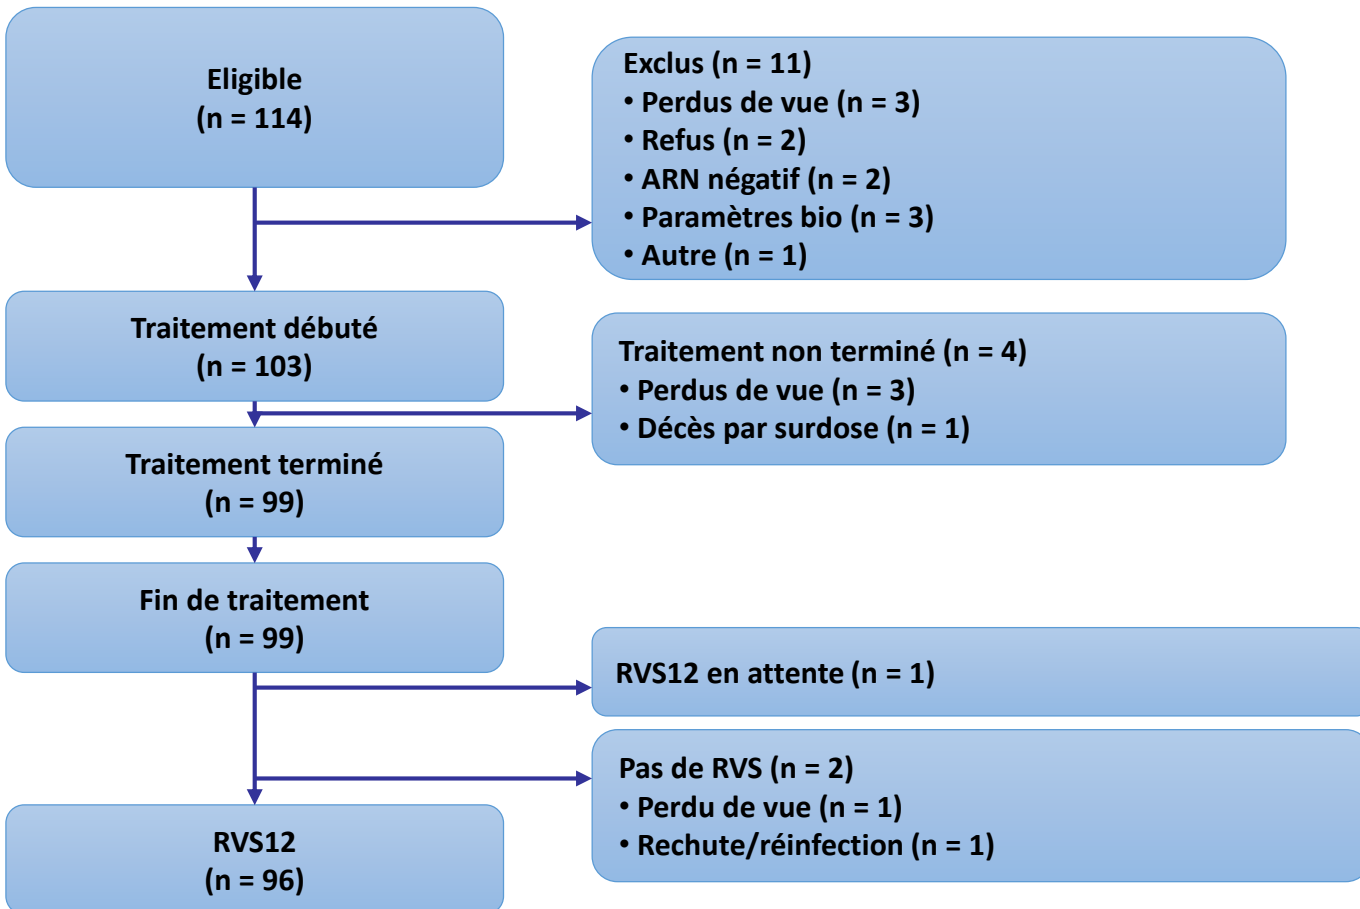 Eligible
(n = 114)
Exclus (n = 11)
• Perdus de vue (n = 3)
• Refus (n = 2)
• ARN négatif (n = 2)
• Paramètres bio (n = 3)
• Autre (n = 1)
Traitement débuté
(n = 103)
Traitement non terminé (n = 4)
• Perdus de vue (n = 3)
• Décès par surdose (n = 1)
Traitement terminé
(n = 99)
Fin de traitement
(n = 99)
RVS12 en attente (n = 1)
Pas de RVS (n = 2)
• Perdu de vue (n = 1)
• Rechute/réinfection (n = 1)
RVS12
(n = 96)